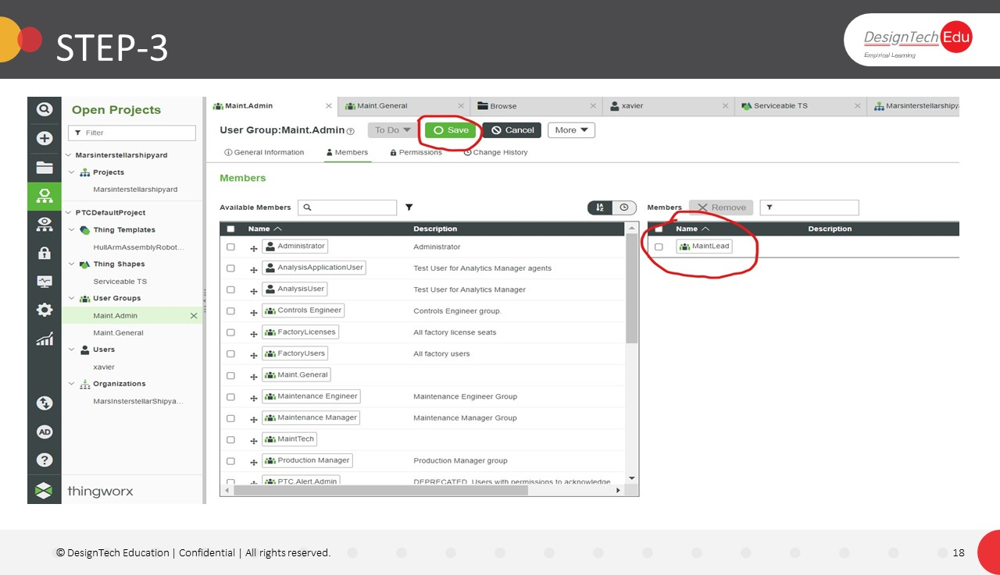 STEP-3
DesignTech Edu
Empirical Learning
Open Projects
Filter
Marsinterstellarshipyard
Projects
Marsinterstellarshipyard
PTCDefaultProject
Thing Templates
HullArmAssemblyRobot...
Thing Shapes
Serviceable TS
User Groups
Maint.Admin
Maint.General
Users
xavier
Organizations
MarsInsterstellarShipya...
AD
thingworx
Maint.Admin Maint.General Browse xavier Serviceable TS Marsinterstellarshipya
User Group:Maint.Admin To Do Save Cancel More
General Information Members Permissions Change History
Members
Available Members
Name Description
Administrator Administrator
AnalysisApplicationUser Test User for Analytics Manager agents
AnalysisUser Test User for Analytics Manager
Controls Engineer Controls Engineer group.
FactoryLicenses All factory license seats
FactoryUsers All factory users
Maint.General
Maintenance Engineer Maintenance Engineer Group
Maintenance Manager Maintenance Manager Group
MaintTech
Production Manager Production Manager group
PTC.Alert.Admin DEPRECATED. Users with permissions to acknowledge
Members Remove
Name Description
MaintLead
© DesignTech Education | Confidential | All rights reserved.
18